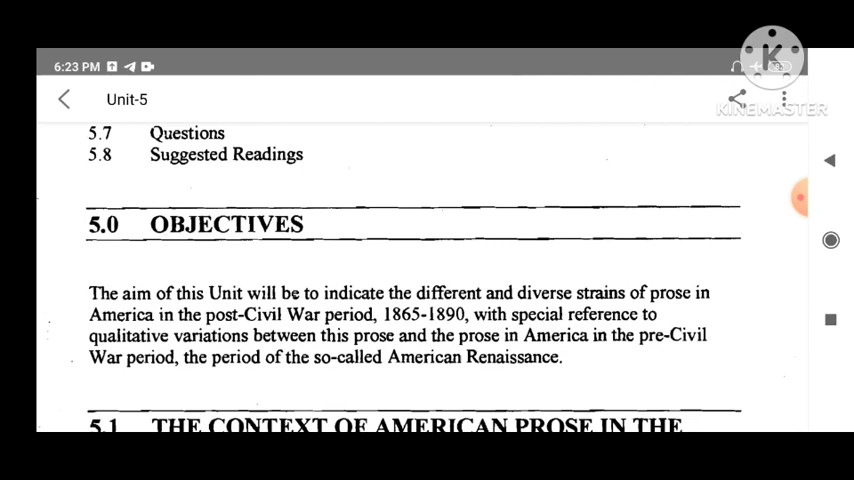 6:23 PM
Unit-5
KINEMASTER
5.7 Questions
5.8 Suggested Readings
5.0 OBJECTIVES
The aim of this Unit will be to indicate the different and diverse strains of prose in
America in the post-Civil War period, 1865-1890, with special reference to
qualitative variations between this prose and the prose in America in the pre-Civil
War period, the period of the so-called American Renaissance.
5.1 THE CONTEXT OF AMERICAN PROSE IN THE